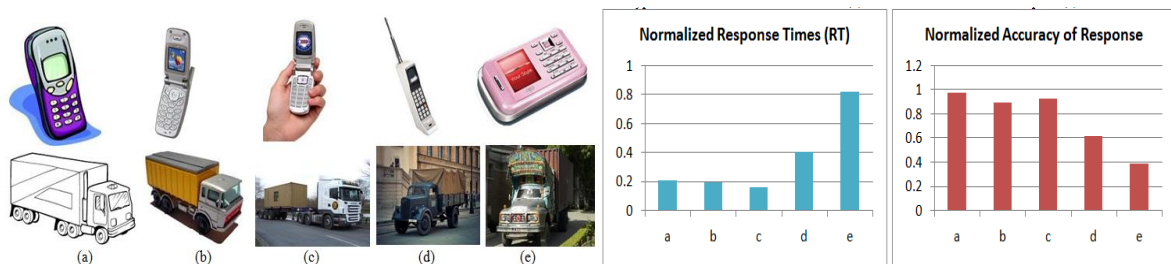 (a) (b) (c) (d) (e)
Normalized Response Times (RT)
1
0.8
0.6
0.4
0.2
0
a b c d e
Normalized Accuracy of Response
1.2
1
0.8
0.6
0.4
0.2
0
a b c d e